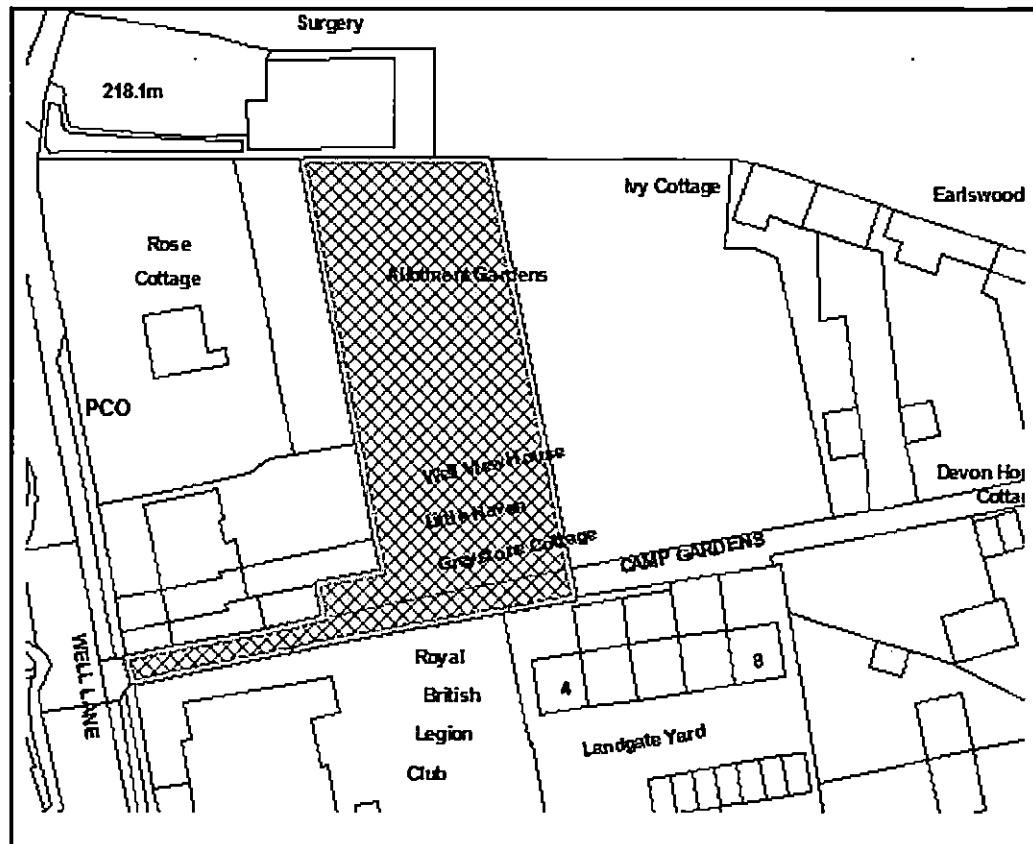 Surgery
218.1m
Ivy Cottage
Earlswood
Rose
Cottage
Allotment Gardens
PCO
Well View House
Little Haven
Greystone Cottage
Devon
Cotta
CAMP GARDENS
WELL LANE
Royal
British
Legion
Club
4
8
Landgate Yard